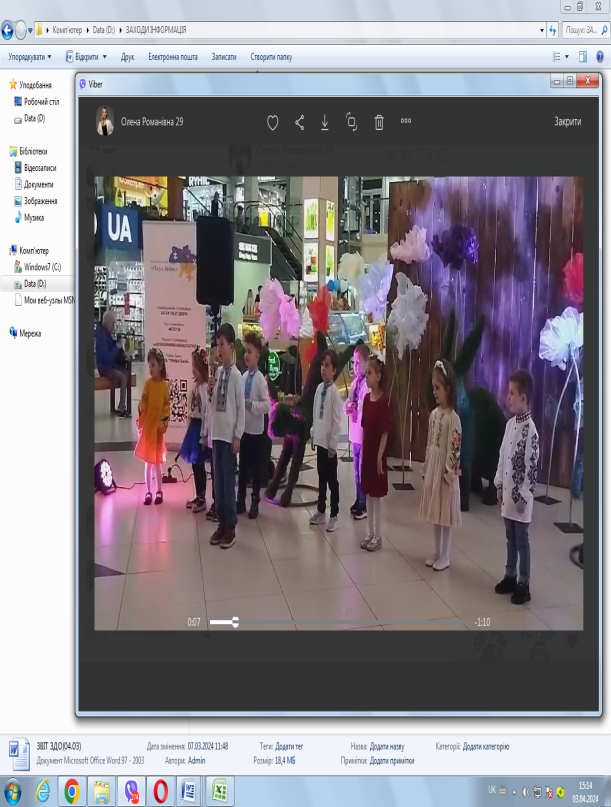 Комп'ютер
Data (D:)
ЗАХОДИ ІНФОРМАЦІЯ
Пошук: ЗА...
Упорядкувати
Відкрити
Друк
Електронна пошта
Записати
Створити папку
Уподобання
Робочий стіл
Data (D)
Бібліотеки
Відеозаписи
Документи
Зображення
Музика
Комп'ютер
Windows7 (C:)
Data (D:)
Мои веб-узлы MSN
Мережа
Viber
Олена Романівна 29
Закрити
UA
0:07
-1:10
ЗВІТ ЗДО(04.03)
Дата змінення: 07.03.2024 11:48
Теги: Додати тег
Назва: Додати назву
Категорії: Додати категорію
Документ Microsoft Office Word 97 - 2003
Автори: Admin
Розмір: 18,4 МБ
Примітки: Додати примітки
UK
15:14
03.04.2024